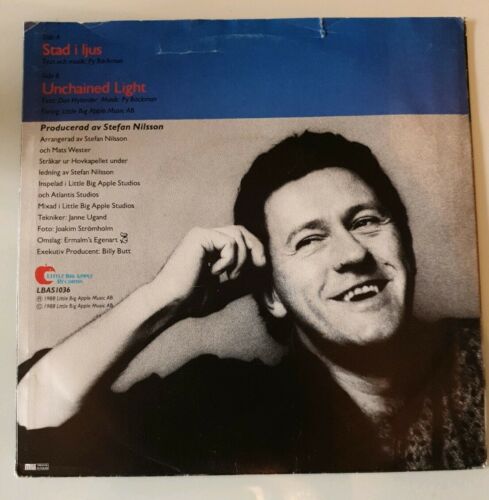 Side A
Stad i ljus
Text och musik: Py Bäckman
Side B
Unchained Light
Text: Dan Hylander Musik: Py Bäckman
Förlag: Little Big Apple Music AB
Producerad av Stefan Nilsson
Arrangerad av Stefan Nilsson
och Mats Wester
Stråkar ur Hovkapellet under
ledning av Stefan Nilsson
Inspelad i Little Big Apple Studios
och Atlantis Studios
Mixad i Little Big Apple Studios
Tekniker: Janne Ugand
Foto: Joakim Strömholm
Omslag: Ermalm's Egenart
Exekutiv Producent: Billy Butt
LITTLE BIG APPLE
RECORDS
LBAS1036
℗ 1988 Little Big Apple Music AB
© 1988 Little Big Apple Music AB